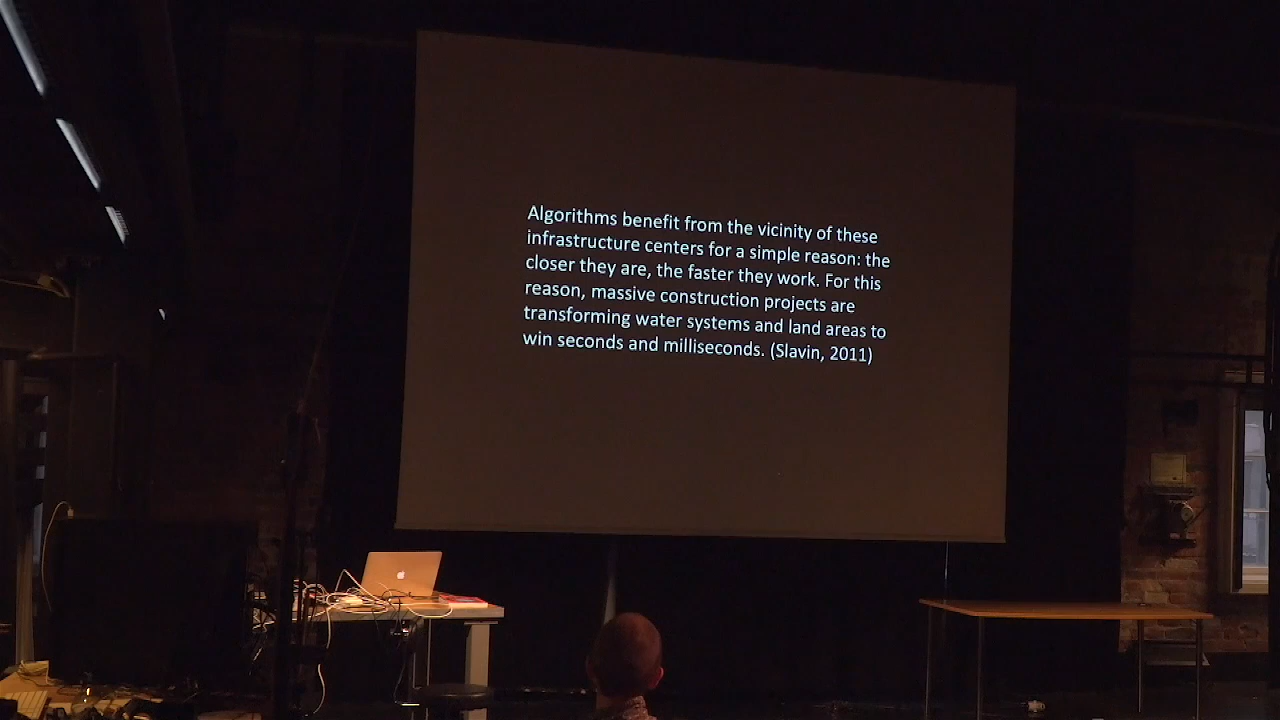 Algorithms benefit from the vicinity of these
infrastructure centers for a simple reason: the
closer they are, the faster they work. For this
reason, massive construction projects are
transforming water systems and land areas to
win seconds and milliseconds. (Slavin, 2011)